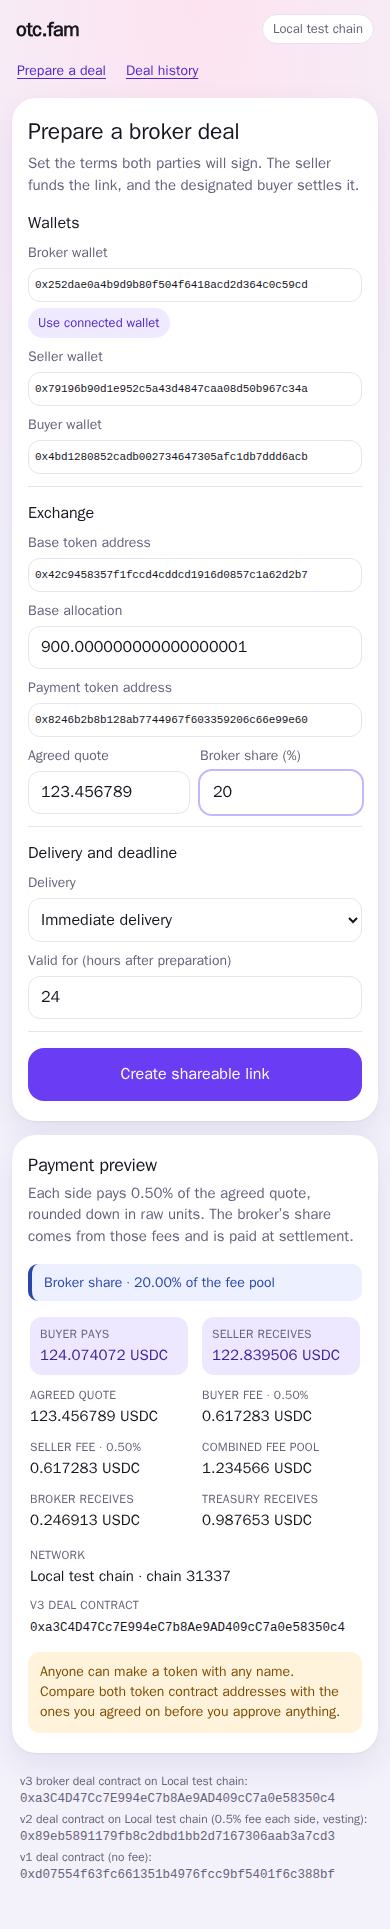 otc.fam
Local test chain
Prepare a deal
Deal history
Prepare a broker deal
Set the terms both parties will sign. The seller
funds the link, and the designated buyer settles it.
Wallets
Broker wallet
0x252dae0a4b9d9b80f504f6418acd2d364c0c59cd
Use connected wallet
Seller wallet
0x79196b90d1e952c5a43d4847caa08d50b967c34a
Buyer wallet
0x4bd1280852cadb002734647305afc1db7ddd6acb
Exchange
Base token address
0x42c9458357f1fccd4cddcd1916d0857c1a62d2b7
Base allocation
900.000000000000000001
Payment token address
0x8246b2b8b128ab7744967f603359206c66e99e60
Agreed quote
Broker share (%)
123.456789
20
Delivery and deadline
Delivery
Immediate delivery
Valid for (hours after preparation)
24
Create shareable link
Payment preview
Each side pays 0.50% of the agreed quote,
rounded down in raw units. The broker's share
comes from those fees and is paid at settlement.
Broker share · 20.00% of the fee pool
BUYER PAYS
SELLER RECEIVES
124.074072 USDC
122.839506 USDC
AGREED QUOTE
BUYER FEE · 0.50%
123.456789 USDC
0.617283 USDC
SELLER FEE · 0.50%
COMBINED FEE POOL
0.617283 USDC
1.234566 USDC
BROKER RECEIVES
TREASURY RECEIVES
0.246913 USDC
0.987653 USDC
NETWORK
Local test chain · chain 31337
V3 DEAL CONTRACT
0xa3C4D47Cc7E994eC7b8Ae9AD409cC7a0e58350c4
Anyone can make a token with any name.
Compare both token contract addresses with the
ones you agreed on before you approve anything.
v3 broker deal contract on Local test chain:
0xa3C4D47Cc7E994eC7b8Ae9AD409cC7a0e58350c4
v2 deal contract on Local test chain (0.5% fee each side, vesting):
0x89eb5891179fb8c2dbd1bb2d7167306aab3a7cd3
v1 deal contract (no fee):
0xd07554f63fc661351b4976fcc9bf5401f6c388bf